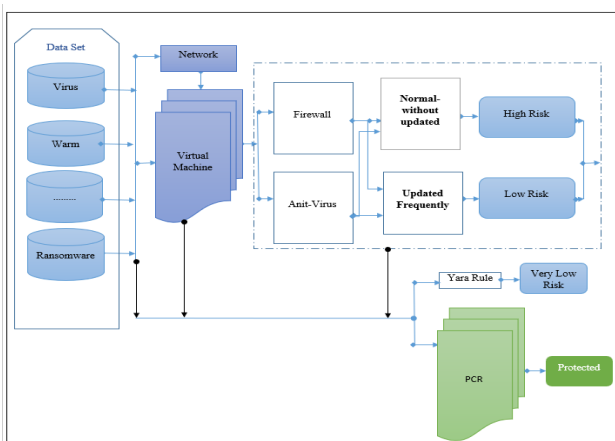 Data Set
Virus
Warm
.........
Ransomware
Network
Virtual
Machine
Firewall
Anit-Virus
Normal-
without
updated
Updated
Frequently
High Risk
Low Risk
Yara Rule
Very Low
Risk
PCR
Protected